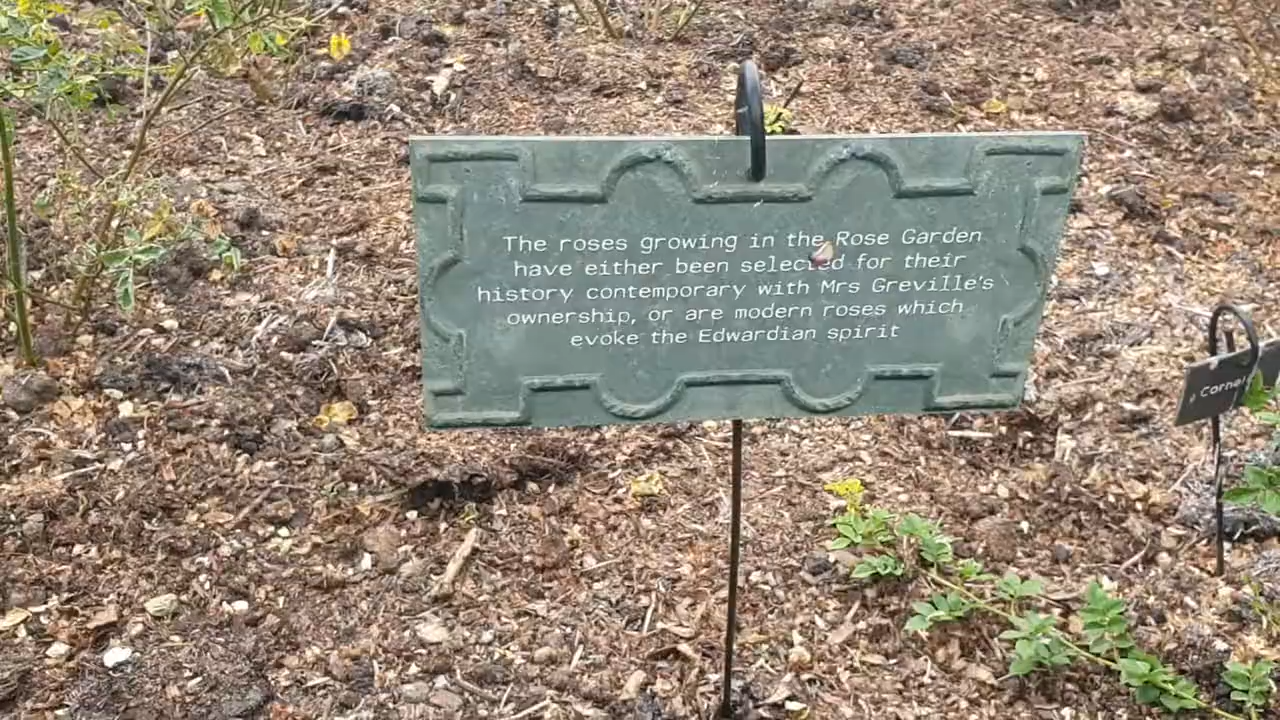 The roses growing in the Rose Garden
have either been selected for their
history contemporary with Mrs Greville's
ownership, or are modern roses which
evoke the Edwardian spirit